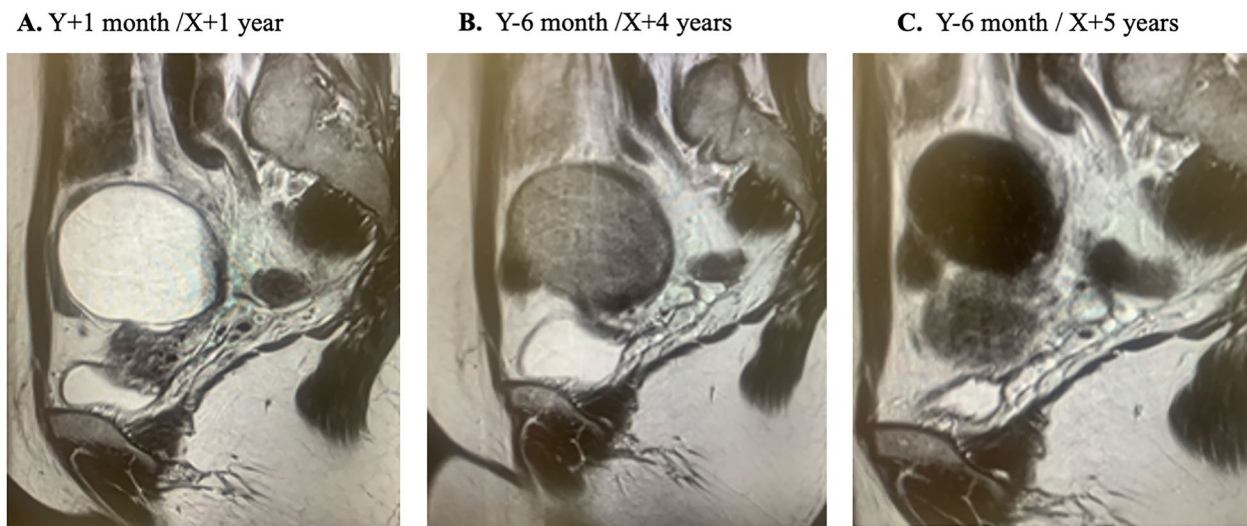 A. Y+1 month /X+1 year
B. Y-6 month /X+4 years
C. Y-6 month / X+5 years